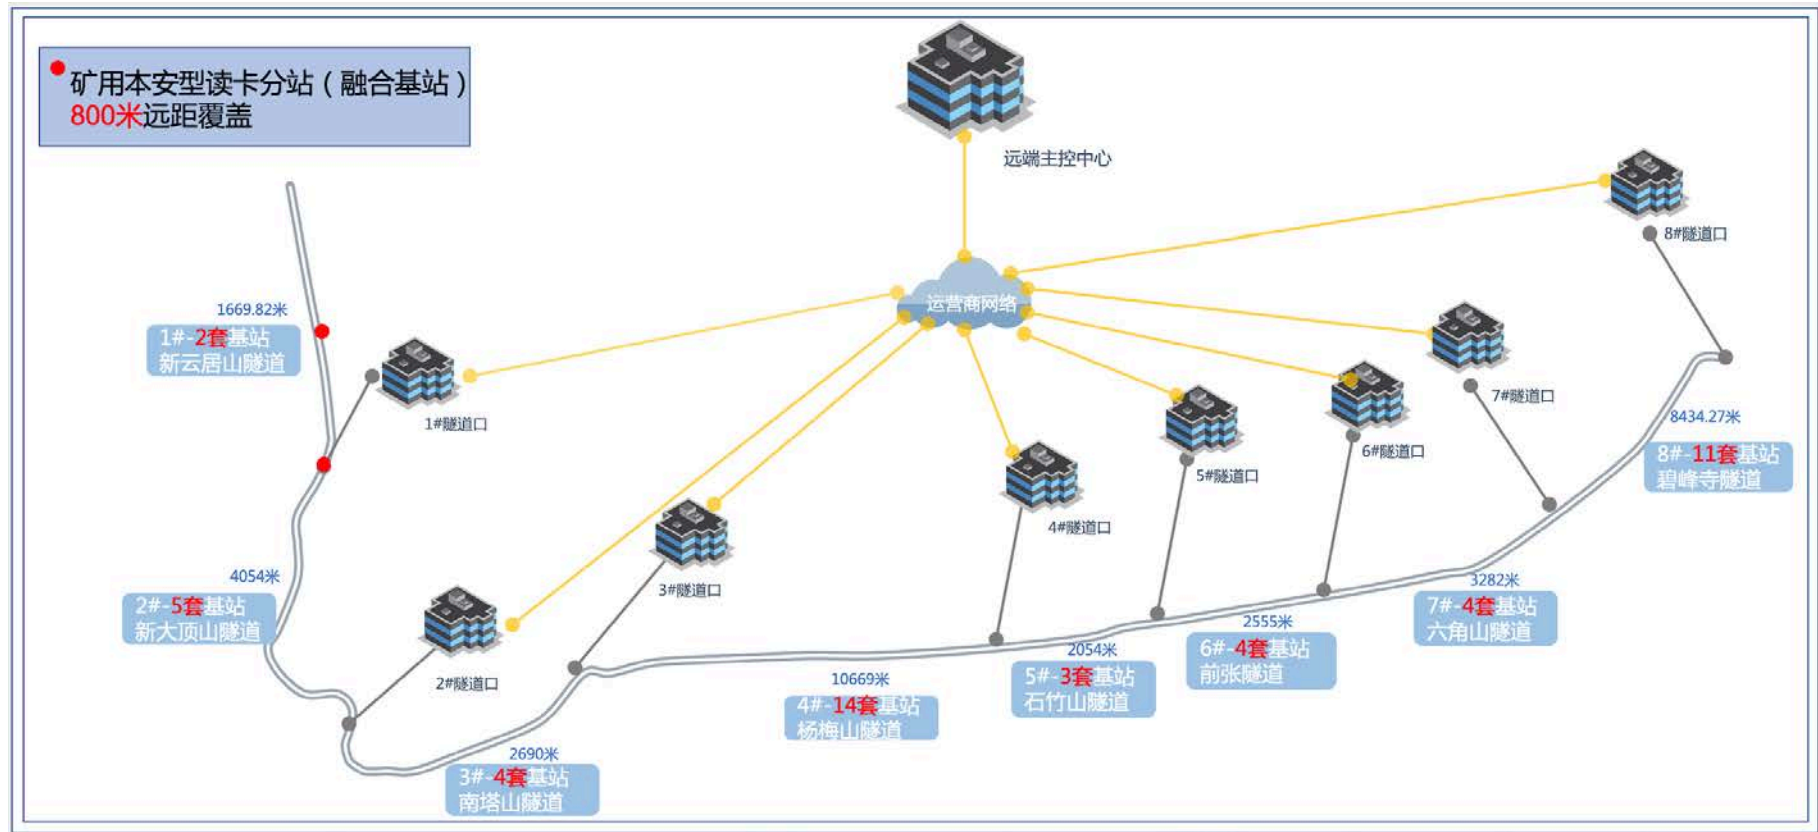 矿用本安型读卡分站（融合基站）
800米远距覆盖
远端主控中心
8#隧道口
运营商网络
1669.82米
1#-2套基站
新云居山隧道
1#隧道口
7#隧道口
8434.27米
6#隧道口
8#-11套基站
碧峰寺隧道
5#隧道口
4#隧道口
4054米
2#-5套基站
新大顶山隧道
3#隧道口
3282米
7#-4套基站
六角山隧道
2555米
6#-4套基站
前张隧道
2054米
5#-3套基站
石竹山隧道
2#隧道口
10669米
4#-14套基站
杨梅山隧道
2690米
3#-4套基站
南塔山隧道